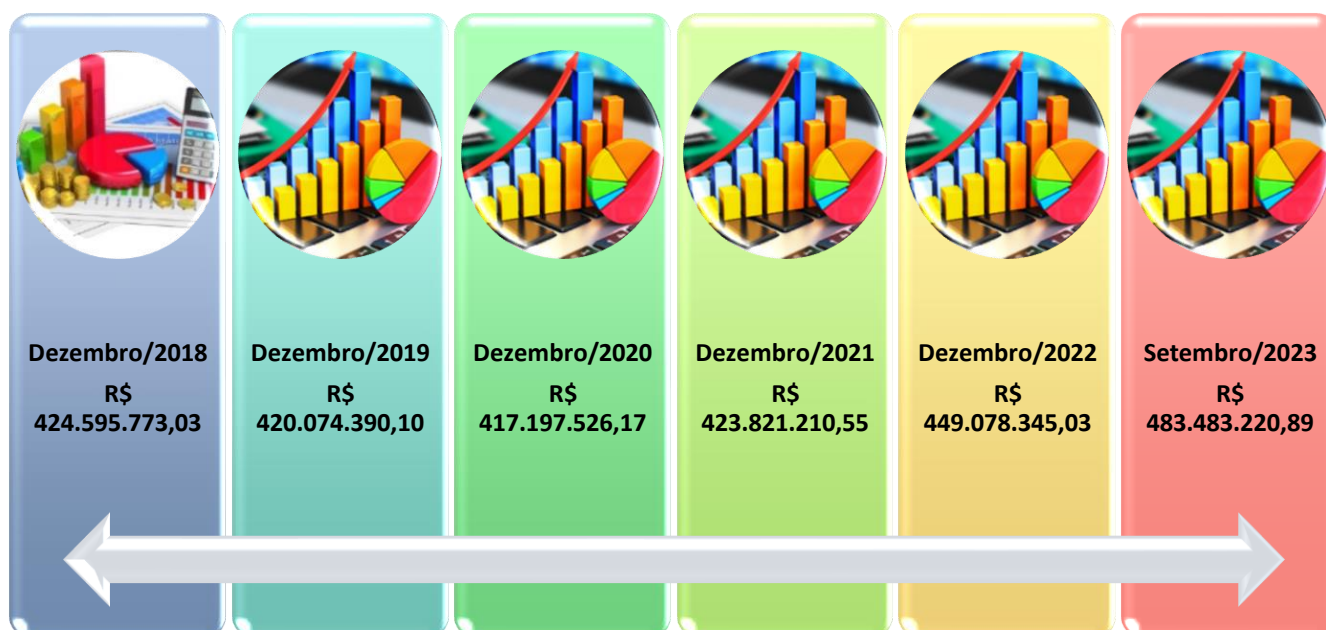 Dezembro/2018
R$
424.595.773,03
Dezembro/2019
R$
420.074.390,10
Dezembro/2020
R$
417.197.526,17
Dezembro/2021
R$
423.821.210,55
Dezembro/2022
R$
449.078.345,03
Setembro/2023
R$
483.483.220,89